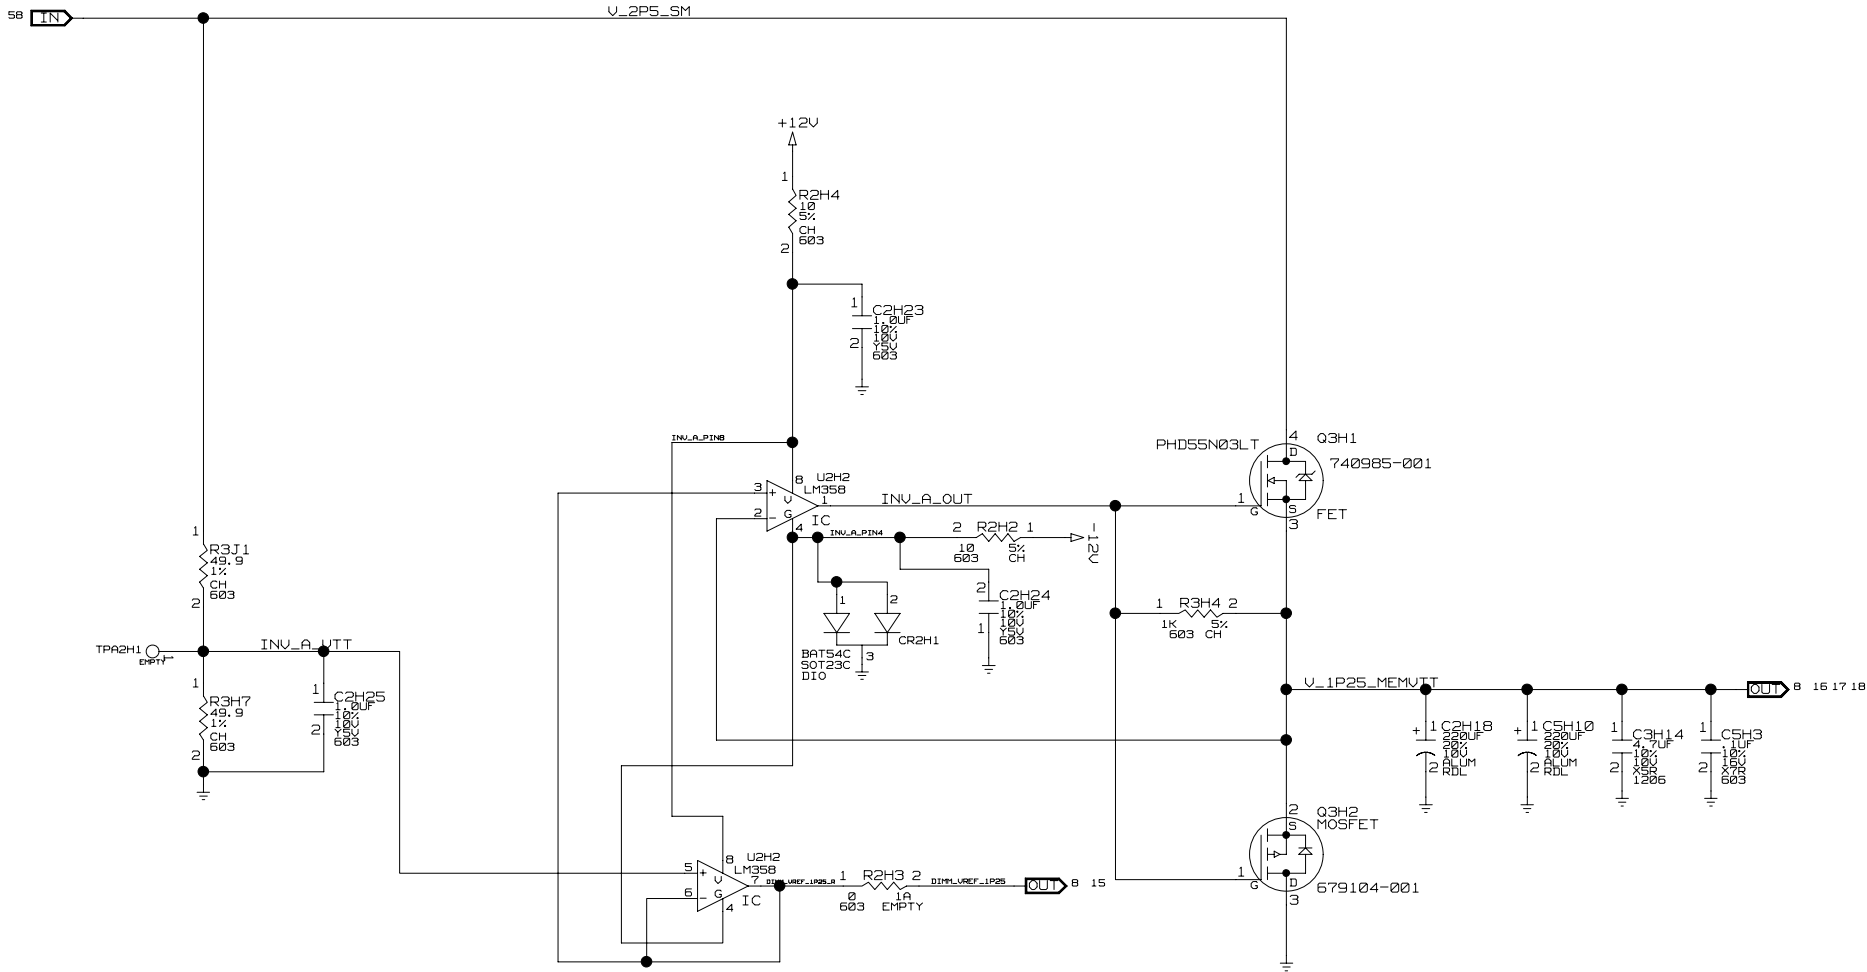 58 IN
V_2P5_SM
+12V
1
R2H4
10
5%
CH
603
2
1
C2H23
1.0UF
10%
10V
Y5V
603
2
INV_A_PIN8
8
U2H2
LM358
3
+
V
2
-
G
1
IC
4
INV_A_OUT
PHD55N03LT
4
Q3H1
D
740985-001
1
G
S
FET
3
INV_A_PIN4
2
R2H2
1
10
5%
603
CH
-12V
1
R3J1
49.9
1%
CH
603
2
1
2
BAT54C
SOT23C
DIO
CR2H1
3
2
C2H24
1.0UF
10%
10V
Y5V
603
1
1
R3H4
2
1K
5%
603
CH
TPA2H1
EMPTY
1
INV_A_VTT
1
R3H7
49.9
1%
CH
603
2
1
C2H25
1.0UF
10%
10V
Y5V
603
2
V_1P25_MEMVTT
OUT 8 16 17 18
+
1
C2H18
220UF
20%
10V
ALUM
RDL
2
+
1
C5H10
220UF
20%
10V
ALUM
RDL
2
1
C3H14
4.7UF
10%
10V
X5R
1206
2
1
C5H3
.1UF
10%
16V
X7R
603
2
2
Q3H2
MOSFET
S
1
G
D
679104-001
3
8
U2H2
LM358
5
+
V
6
-
G
7
IC
4
DIMM_VREF_1P25_R
1
R2H3
2
0
1A
603
EMPTY
DIMM_VREF_1P25
OUT 8 15